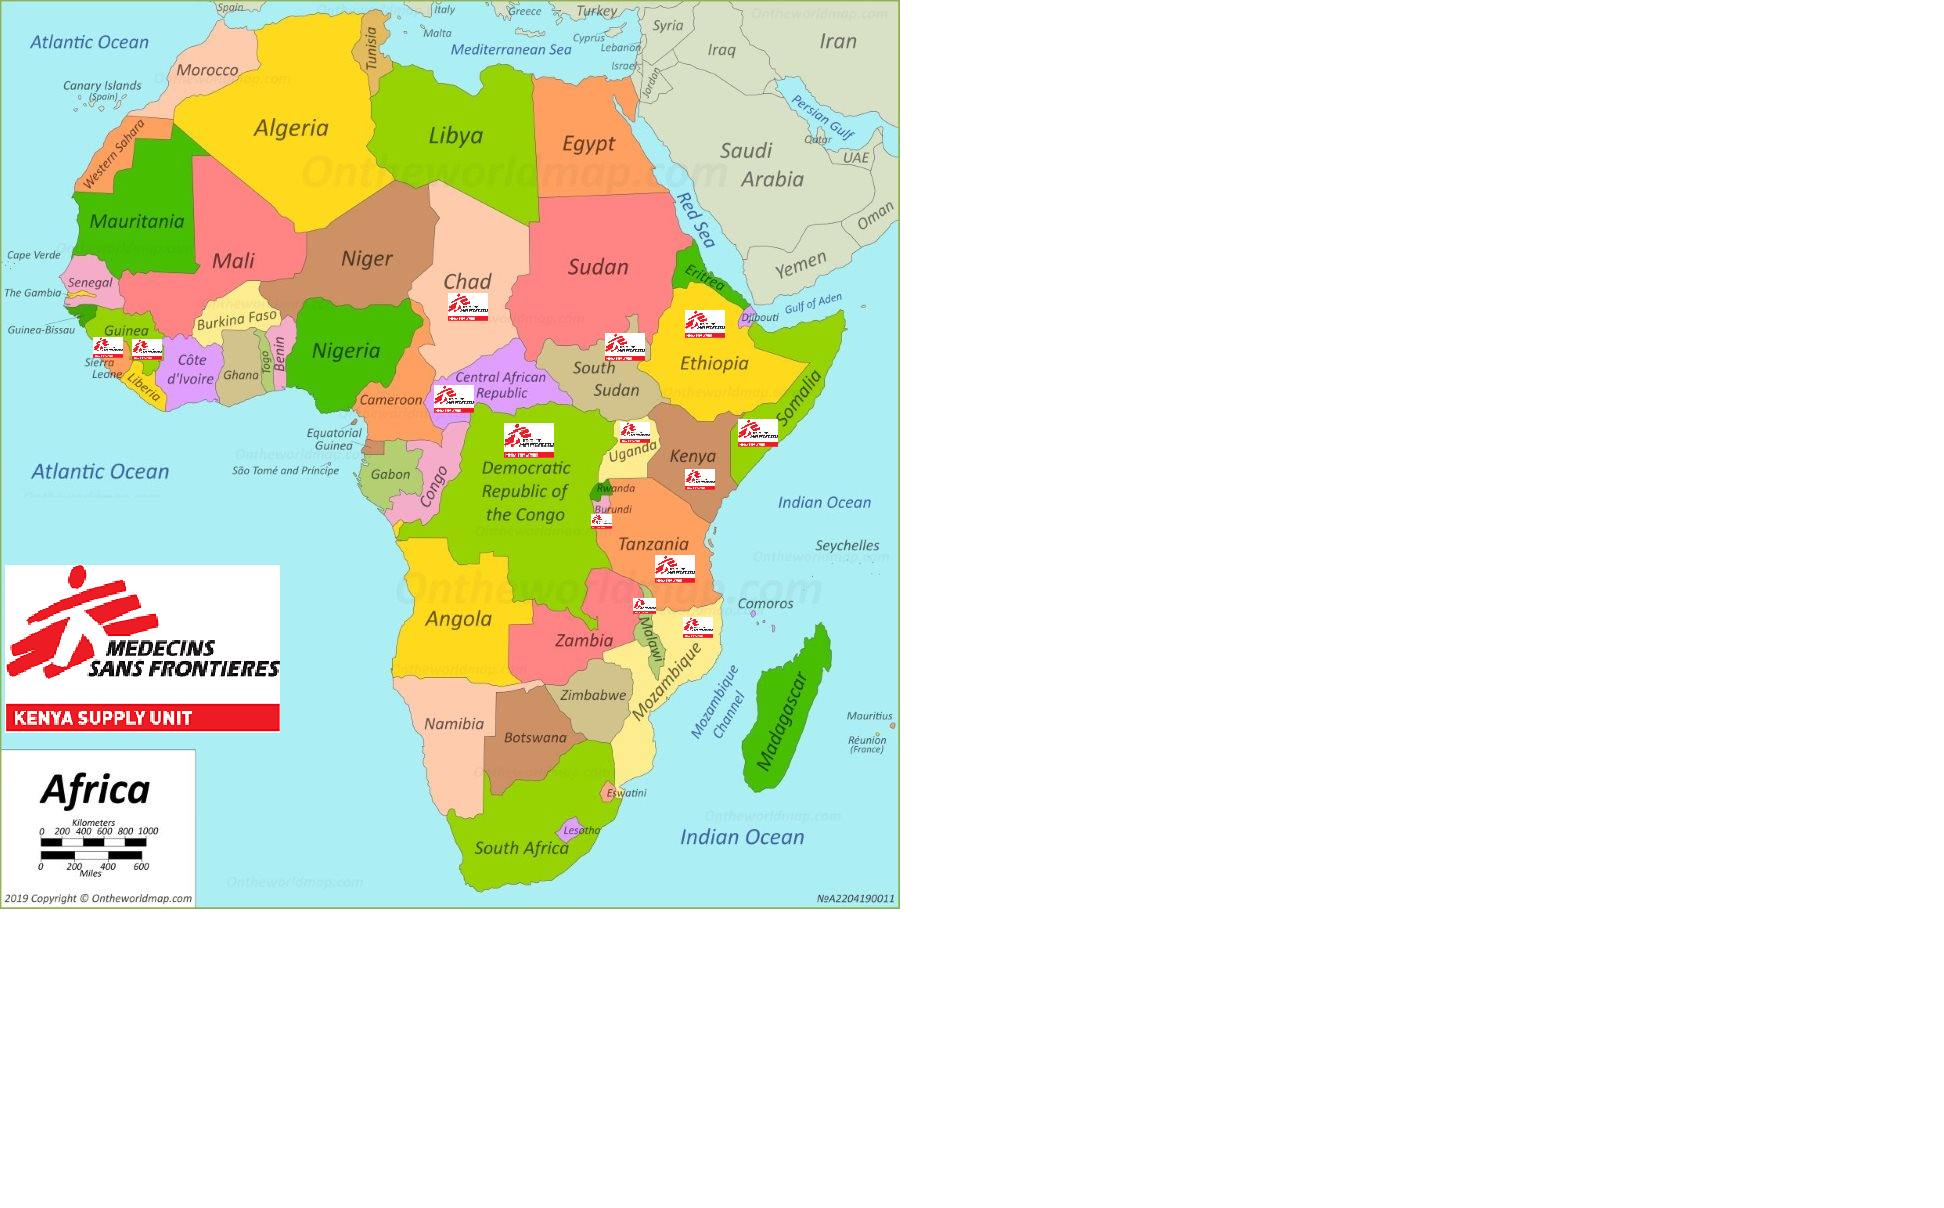 Spain
Italy
Greece
Turkey
Malta
Cyprus
Syria
Lebanon
Israel
Jordon
Iraq
Iran
Atlantic Ocean
Mediterranean Sea
Tunisia
Morocco
Canary Islands
(Spain)
Algeria
Libya
Egypt
Western Sahara
Persian Gulf
Qatar
UAE
Saudi
Arabia
Oman
Red Sea
Yemen
Gulf of Aden
Ontheworldmap.com
Mauritania
Mali
Niger
Chad
Sudan
Eritrea
Cape Verde
Senegal
The Gambia
Guinea-Bissau
Guinea
Sierra
Leone
Liberia
Côte
d'Ivoire
Burkina Faso
Ghana
Togo
Benin
Nigeria
Cameroon
Central African
Republic
South
Sudan
Ethiopia
Djibouti
Somalia
Equatorial
Guinea
São Tomé and Príncipe
Gabon
Congo
Democratic
Republic of
the Congo
Uganda
Kenya
Rwanda
Burundi
Tanzania
Atlantic Ocean
Indian Ocean
Seychelles
Comoros
Ontheworldmap.com
Angola
Zambia
Malawi
Mozambique
Mozambique
Channel
Madagascar
Mauritius
Réunion
(France)
Zimbabwe
Namibia
Botswana
Eswatini
Lesotho
South Africa
Indian Ocean
MEDECINS
SANS FRONTIERES
KENYA SUPPLY UNIT
Africa
Kilometers
0 200 400 600 800 1000
0 200 400 600
Miles
2019 Copyright © Ontheworldmap.com
№A2204190011